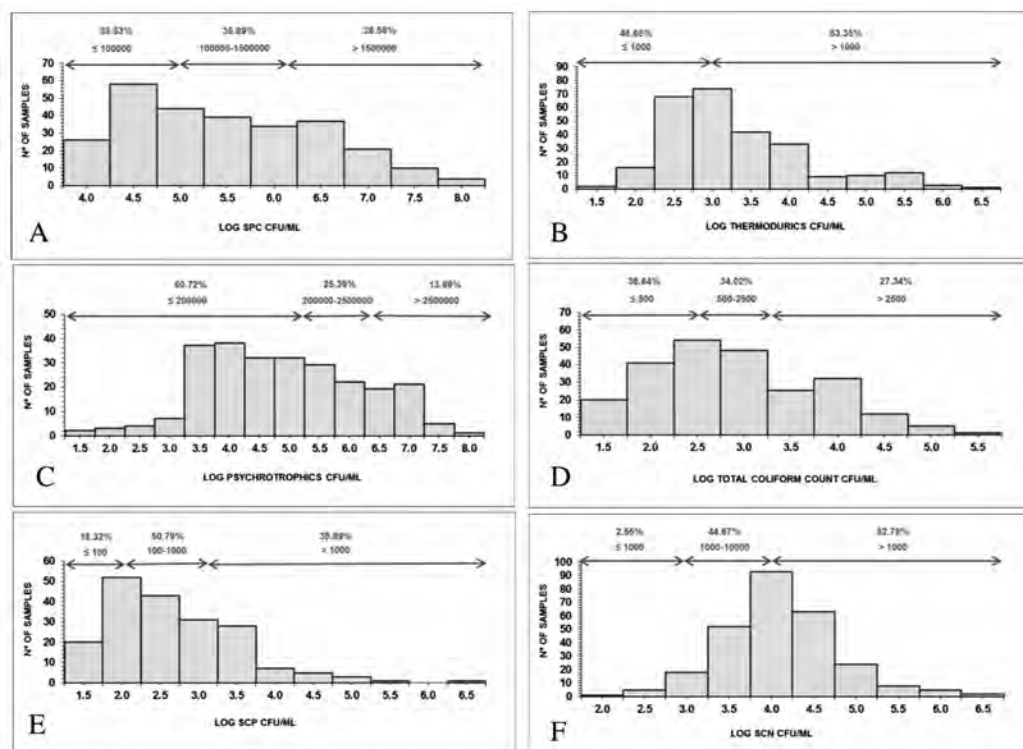 35.53% 35.89% 28.58%
≤ 100000 100000-1500000 > 1500000
Nº OF SAMPLES
70
60
50
40
30
20
10
0
4.0 4.5 5.0 5.5 6.0 6.5 7.0 7.5 8.0
LOG SPC CFU/ML
A
46.65% 53.35%
≤ 1000 > 1000
Nº OF SAMPLES
90
80
70
60
50
40
30
20
10
0
1.5 2.0 2.5 3.0 3.5 4.0 4.5 5.0 5.5 6.0 6.5
LOG THERMODURICS CFU/ML
B
60.72% 25.39% 13.89%
≤ 200000 200000-2500000 > 2500000
Nº OF SAMPLES
50
40
30
20
10
0
1.5 2.0 2.5 3.0 3.5 4.0 4.5 5.0 5.5 6.0 6.5 7.0 7.5 8.0
LOG PSYCHROTROPHICS CFU/ML
C
38.64% 34.02% 27.34%
≤ 500 500-2500 > 2500
Nº OF SAMPLES
70
60
50
40
30
20
10
0
1.5 2.0 2.5 3.0 3.5 4.0 4.5 5.0 5.5
LOG TOTAL COLIFORM COUNT CFU/ML
D
50.79%
≤ 100 100-1000 > 1000
Nº OF SAMPLES
60
50
40
30
20
10
0
1.5 2.0 2.5 3.0 3.5 4.0 4.5 5.0 5.5 6.0 6.5
LOG SCP CFU/ML
E
2.55% 44.67% 52.78%
≤ 1000 1000-10000 > 1000
Nº OF SAMPLES
100
90
80
70
60
50
40
30
20
10
0
2.0 2.5 3.0 3.5 4.0 4.5 5.0 5.5 6.0 6.5
LOG SCN CFU/ML
F